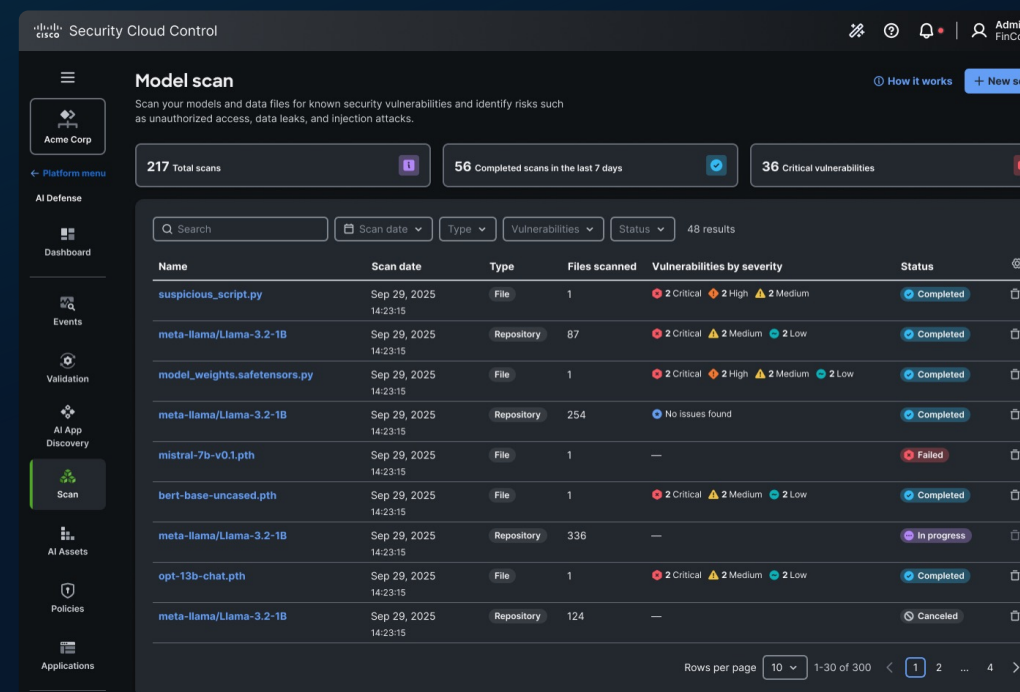 cisco Security Cloud Control
Admi
FinCo
Acme Corp
Platform menu
AI Defense
Dashboard
Events
Validation
AI App
Discovery
Scan
AI Assets
Policies
Applications
Model scan
How it works
+ New s
Scan your models and data files for known security vulnerabilities and identify risks such
as unauthorized access, data leaks, and injection attacks.
217 Total scans
56 Completed scans in the last 7 days
36 Critical vulnerabilities
Search Scan date Type Vulnerabilities Status 48 results
Name Scan date Type Files scanned Vulnerabilities by severity Status
suspicious_script.py Sep 29, 2025 File 1 2 Critical 2 High 2 Medium Completed
14:23:15
meta-llama/Llama-3.2-1B Sep 29, 2025 Repository 87 2 Critical 2 Medium 2 Low Completed
14:23:15
model_weights.safetensors.py Sep 29, 2025 File 1 2 Critical 2 High 2 Medium 2 Low Completed
14:23:15
meta-llama/Llama-3.2-1B Sep 29, 2025 Repository 254 No issues found Completed
14:23:15
mistral-7b-v0.1.pth Sep 29, 2025 File 1 — Failed
14:23:15
bert-base-uncased.pth Sep 29, 2025 File 1 2 Critical 2 Medium 2 Low Completed
14:23:15
meta-llama/Llama-3.2-1B Sep 29, 2025 Repository 336 — In progress
14:23:15
opt-13b-chat.pth Sep 29, 2025 File 1 2 Critical 2 Medium 2 Low Completed
14:23:15
meta-llama/Llama-3.2-1B Sep 29, 2025 Repository 124 — Canceled
14:23:15
Rows per page 10 1-30 of 300 1 2 ... 4